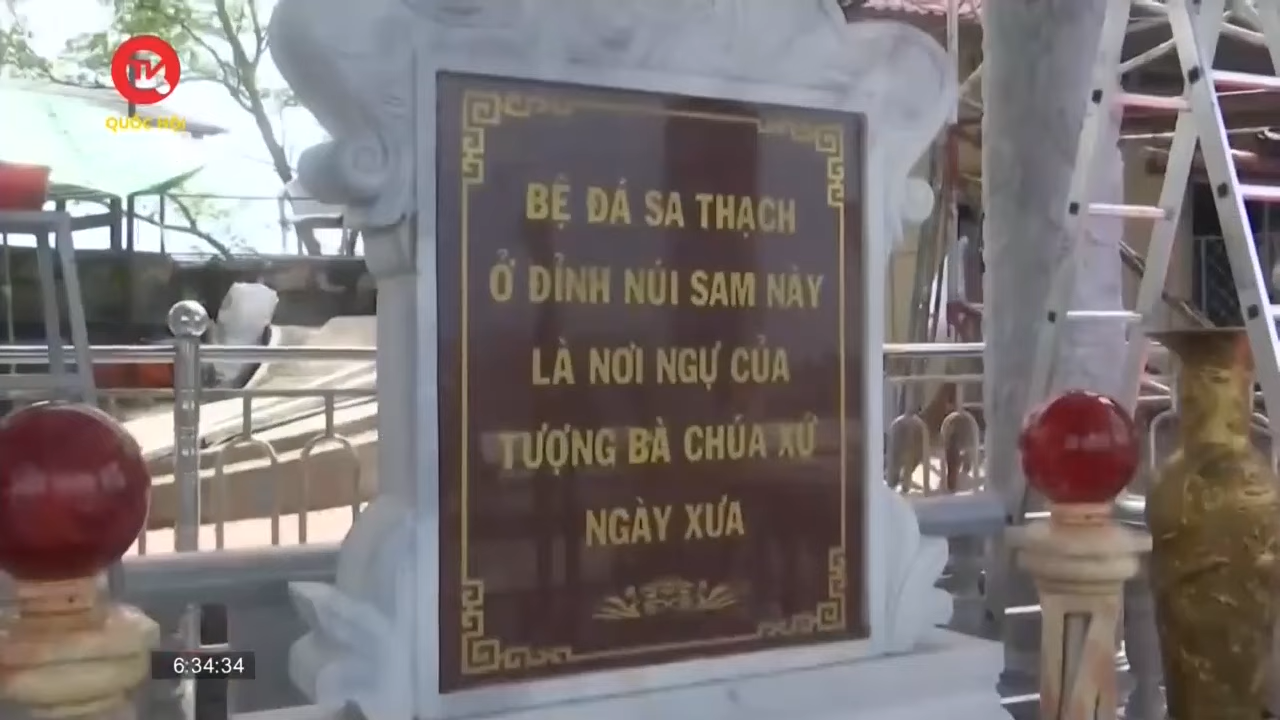 TV
QUỐC HỘI
BỆ ĐÁ SA THẠCH
Ở ĐỈNH NÚI SAM NÀY
LÀ NƠI NGỰ CỦA
TƯỢNG BÀ CHÚA XỨ
NGÀY XƯA
6:34:34